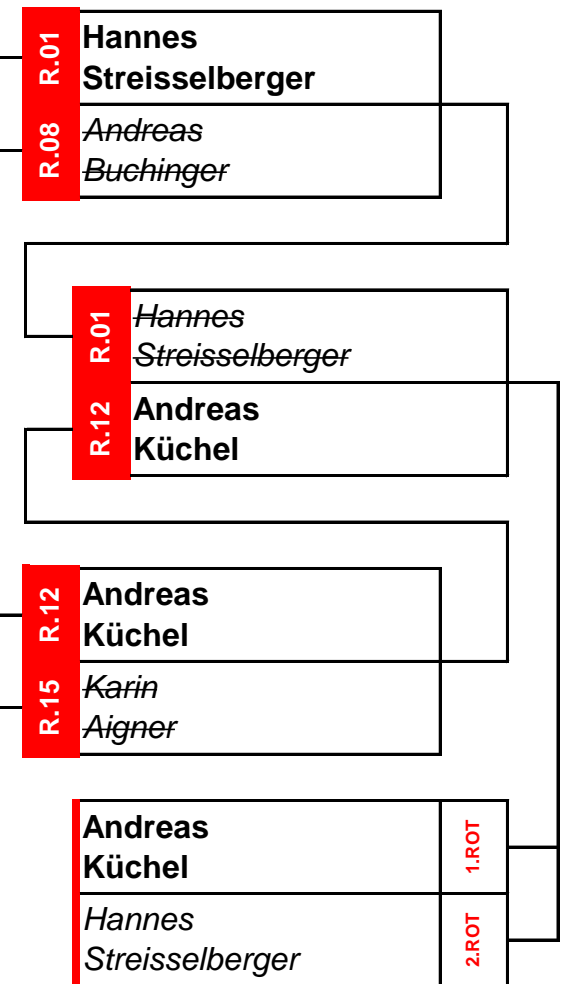 R.01
Hannes
Streisselberger
R.08
Andreas
Buchinger
R.01
Hannes
Streisselberger
R.12
Andreas
Küchel
R.12
Andreas
Küchel
R.15
Karin
Aigner
Andreas
Küchel
1.ROT
Hannes
Streisselberger
2.ROT